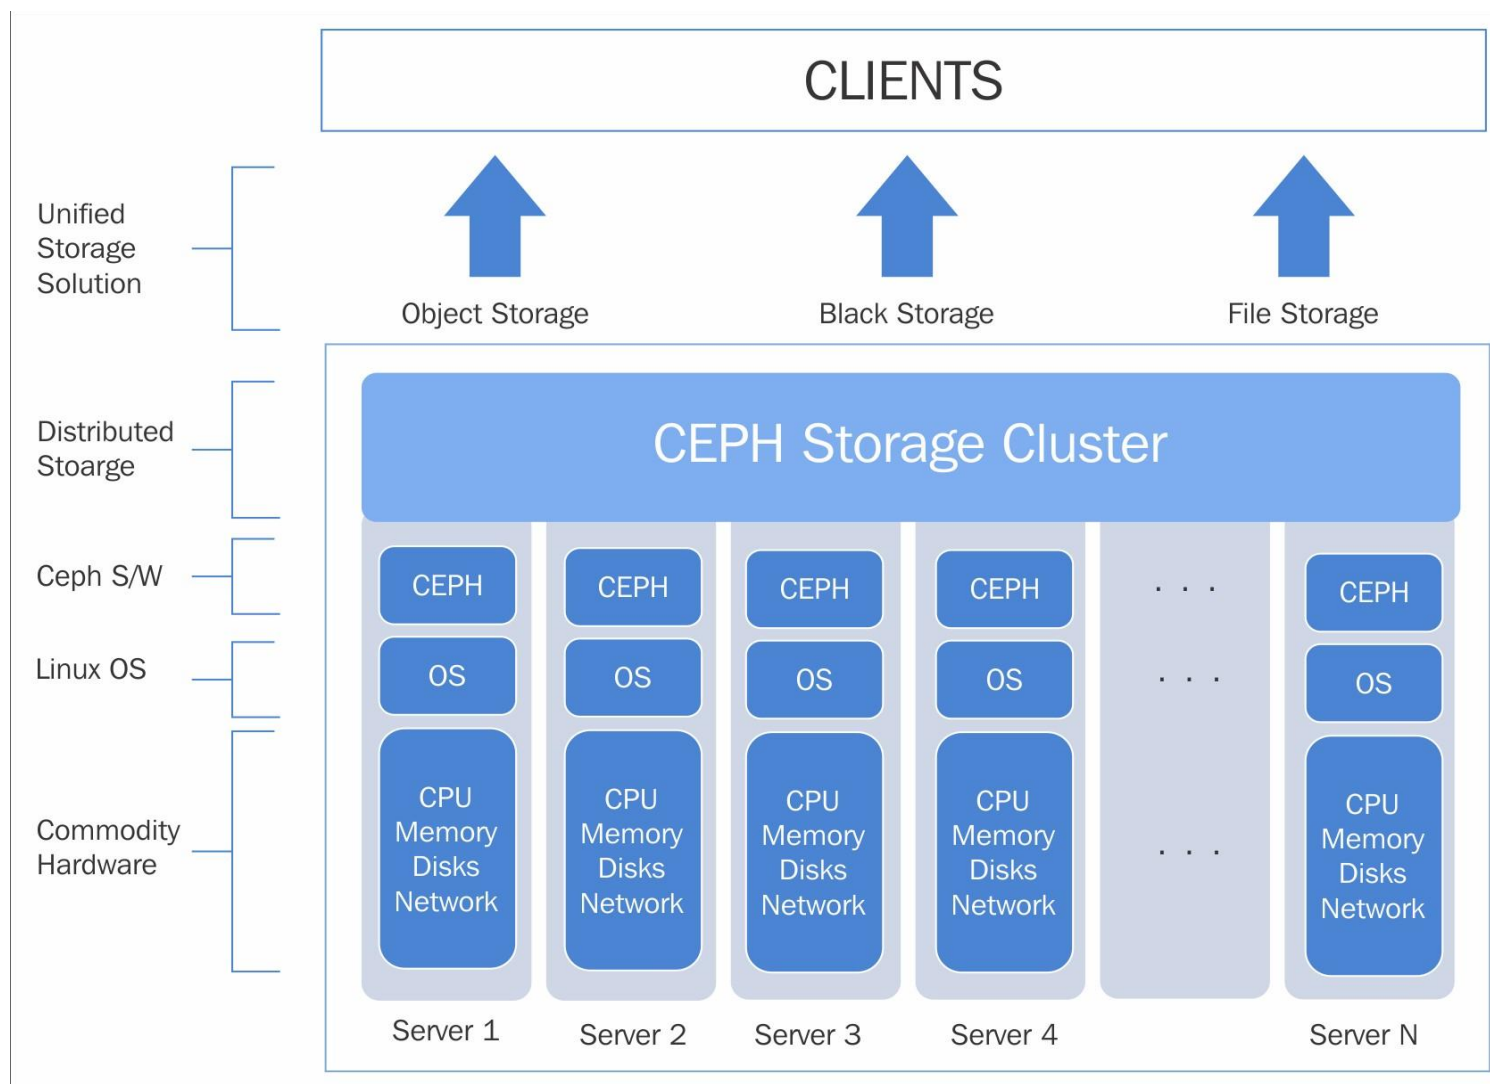 CLIENTS
Unified
Storage
Solution
Object Storage
Black Storage
File Storage
Distributed
Stoarge
CEPH Storage Cluster
Ceph S/W
CEPH
CEPH
CEPH
CEPH
. . .
CEPH
Linux OS
OS
OS
OS
OS
. . .
OS
Commodity
Hardware
CPU
Memory
Disks
Network
CPU
Memory
Disks
Network
CPU
Memory
Disks
Network
CPU
Memory
Disks
Network
. . .
CPU
Memory
Disks
Network
Server 1
Server 2
Server 3
Server 4
Server N